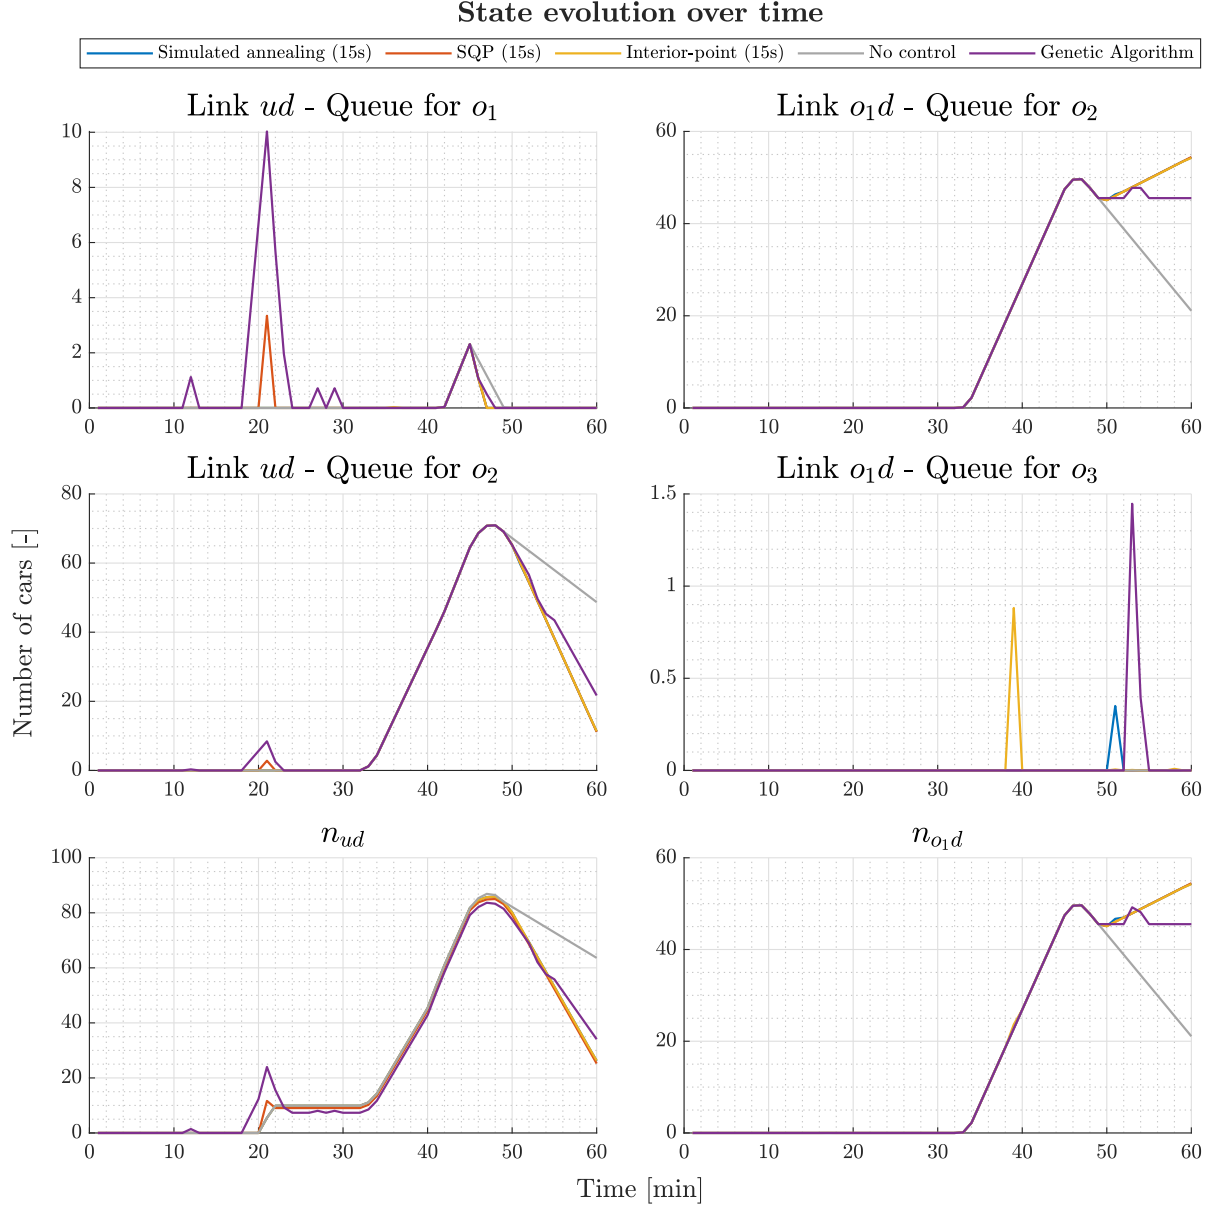 State evolution over time
Simulated annealing (15s) SQP (15s) Interior-point (15s) No control Genetic Algorithm
Link ud - Queue for o₁
10
8
6
4
2
0
0 10 20 30 40 50 60
Link o₁d - Queue for o₂
60
40
20
0
0 10 20 30 40 50 60
Link ud - Queue for o₂
80
60
40
20
0
0 10 20 30 40 50 60
Link o₁d - Queue for o₃
1.5
1
0.5
0
0 10 20 30 40 50 60
n_{ud}
100
80
60
40
20
0
0 10 20 30 40 50 60
n_{o₁d}
60
40
20
0
0 10 20 30 40 50 60
Number of cars [-]
Time [min]